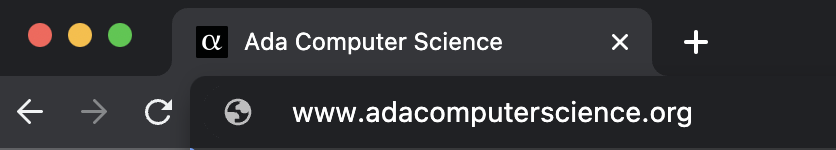 α Ada Computer Science
www.adacomputerscience.org